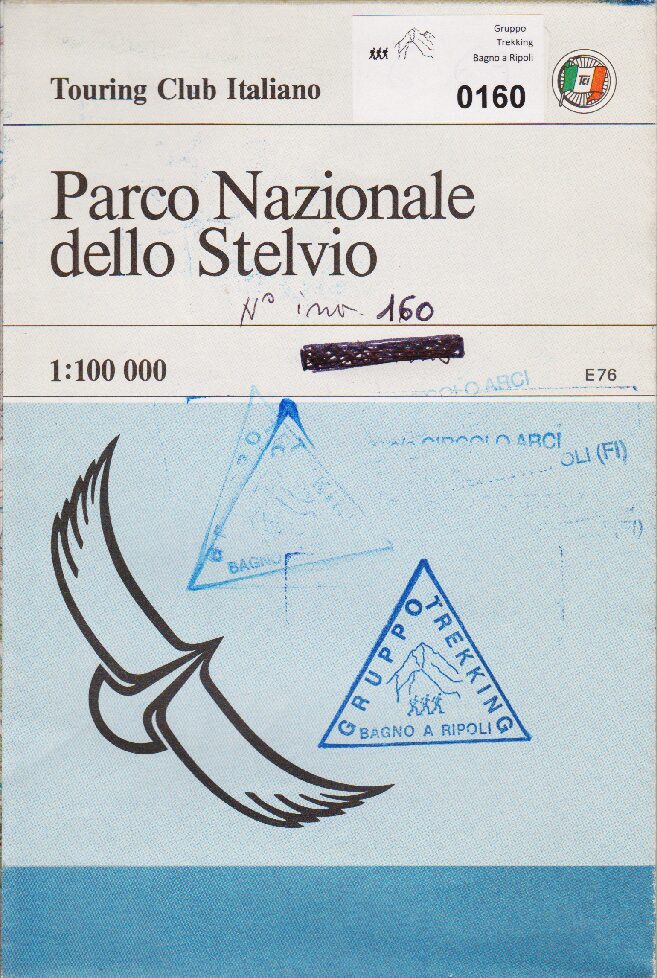 Gruppo
Trekking
Bagno a Ripoli
0160
Touring Club Italiano
TCI
Parco Nazionale
dello Stelvio
N° inv. 160
1:100 000
E76
CIRCOLO ARCI
CIRCOLO ARCI
OLI (FI)
BAGNO
GRUPPO TREKKING
BAGNO A RIPOLI